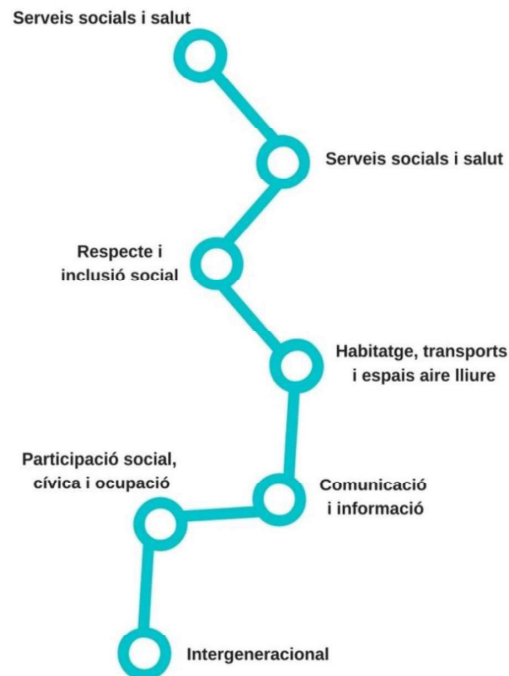 Serveis socials i salut
Serveis socials i salut
Respecte i
inclusió social
Habitatge, transports
i espais aire lliure
Participació social,
cívica i ocupació
Comunicació
i informació
Intergeneracional